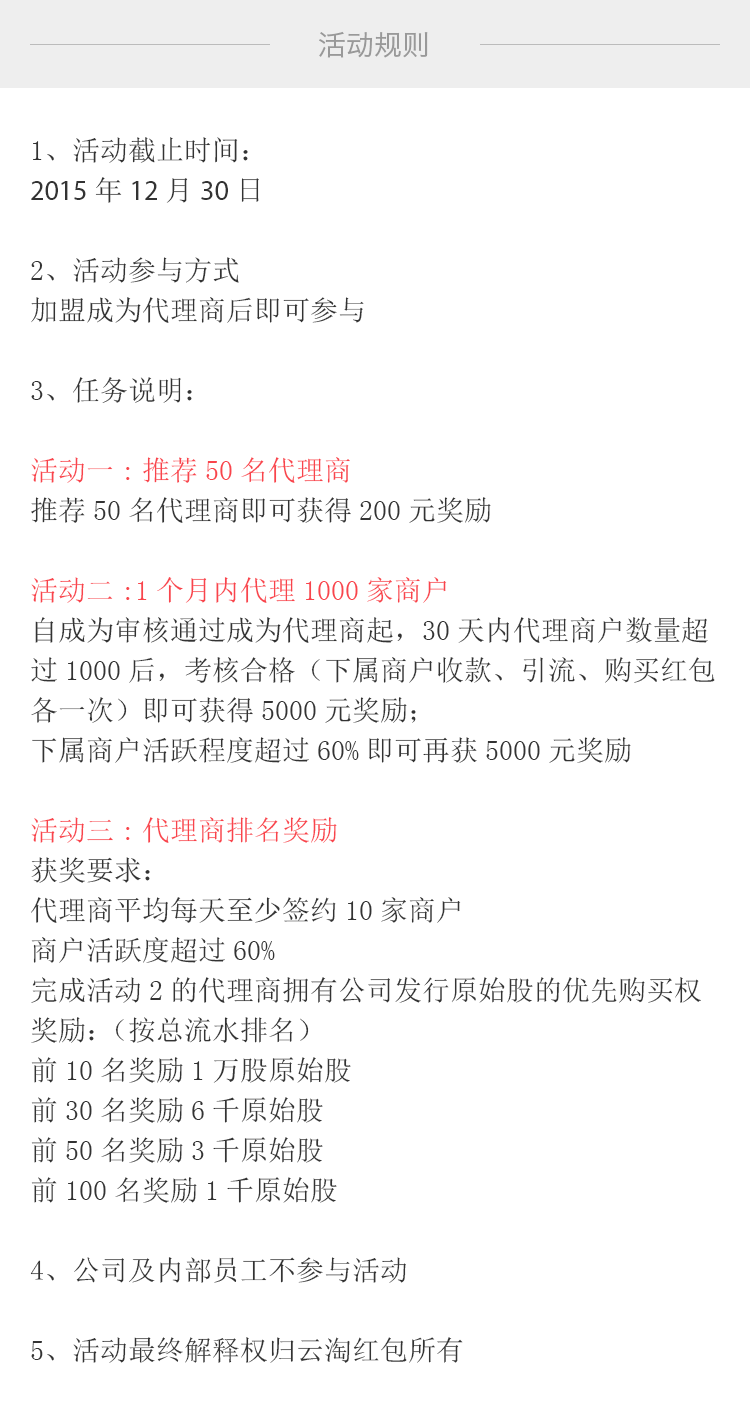 活动规则
1、活动截止时间：
2015 年 12 月 30 日
2、活动参与方式
加盟成为代理商后即可参与
3、任务说明：
活动一：推荐 50 名代理商
推荐 50 名代理商即可获得 200 元奖励
活动二 :1 个月内代理 1000 家商户
自成为审核通过成为代理商起，30 天内代理商户数量超
过 1000 后，考核合格（下属商户收款、引流、购买红包
各一次）即可获得 5000 元奖励；
下属商户活跃程度超过 60% 即可再获 5000 元奖励
活动三：代理商排名奖励
获奖要求：
代理商平均每天至少签约 10 家商户
商户活跃度超过 60%
完成活动 2 的代理商拥有公司发行原始股的优先购买权
奖励：（按总流水排名）
前 10 名奖励 1 万股原始股
前 30 名奖励 6 千原始股
前 50 名奖励 3 千原始股
前 100 名奖励 1 千原始股
4、公司及内部员工不参与活动
5、活动最终解释权归云淘红包所有